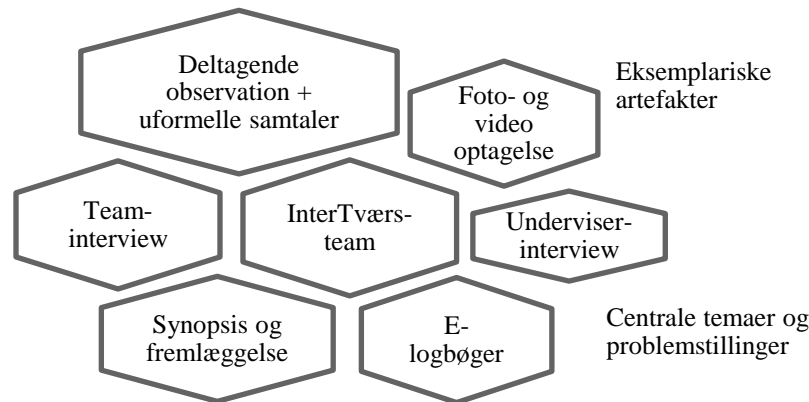 Deltagende
observation +
uformelle samtaler
Foto- og
video
optagelse
Eksemplariske
artefakter
Team-
interview
InterTværs-
team
Underviser-
interview
Synopsis og
fremlæggelse
E-
logbøger
Centrale temaer og
problemstillinger